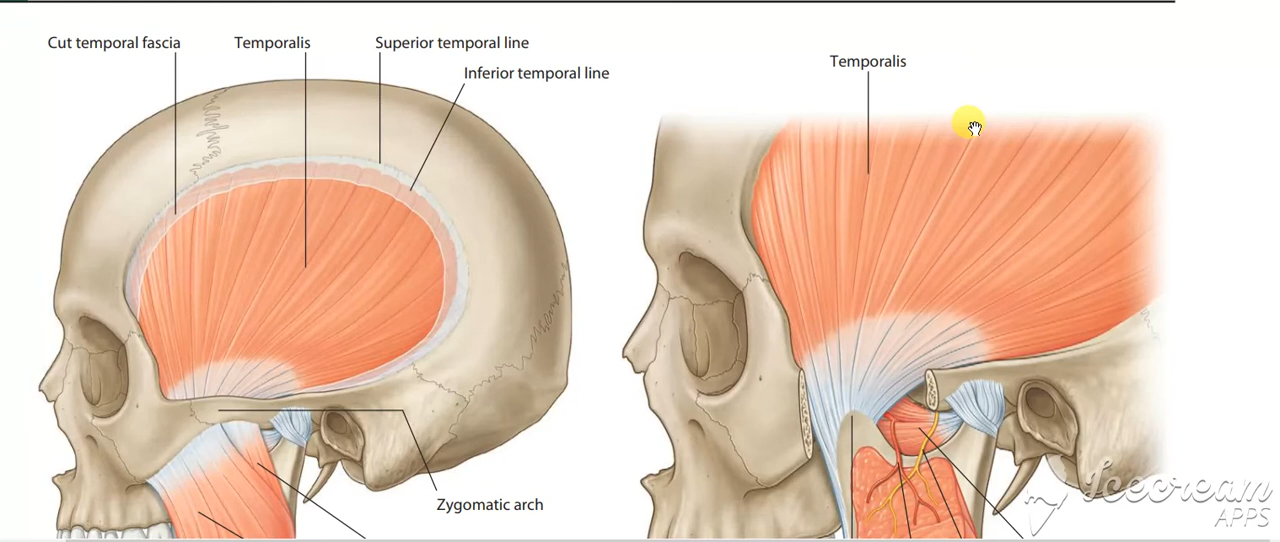 Cut temporal fascia
Temporalis
Superior temporal line
Inferior temporal line
Temporalis
Zygomatic arch
Icecream
APPS